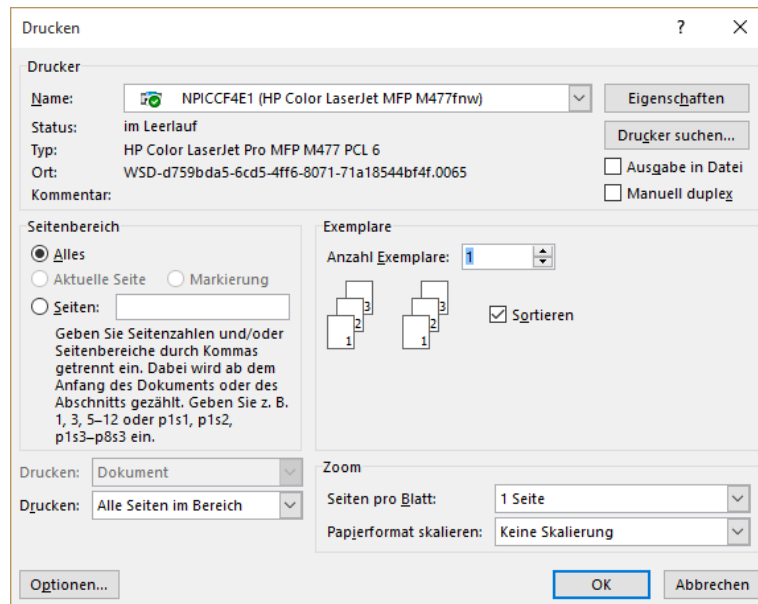 Drucken
Drucker
Name: NPICCF4E1 (HP Color LaserJet MFP M477fnw) Eigenschaften
Status: im Leerlauf
Drucker suchen...
Typ: HP Color LaserJet Pro MFP M477 PCL 6
Ort: WSD-d759bda5-6cd5-4ff6-8071-71a18544bf4f.0065
Ausgabe in Datei
Kommentar:
Manuell duplex
Seitenbereich
Alles
Aktuelle Seite Markierung
Seiten:
Geben Sie Seitenzahlen und/oder
Seitenbereiche durch Kommas
getrennt ein. Dabei wird ab dem
Anfang des Dokuments oder des
Abschnitts gezählt. Geben Sie z. B.
1, 3, 5–12 oder p1s1, p1s2,
p1s3–p8s3 ein.
Exemplare
Anzahl Exemplare: 1
3 3
2 2
1 1
Sortieren
Drucken: Dokument
Drucken: Alle Seiten im Bereich
Zoom
Seiten pro Blatt: 1 Seite
Papierformat skalieren: Keine Skalierung
Optionen... OK Abbrechen